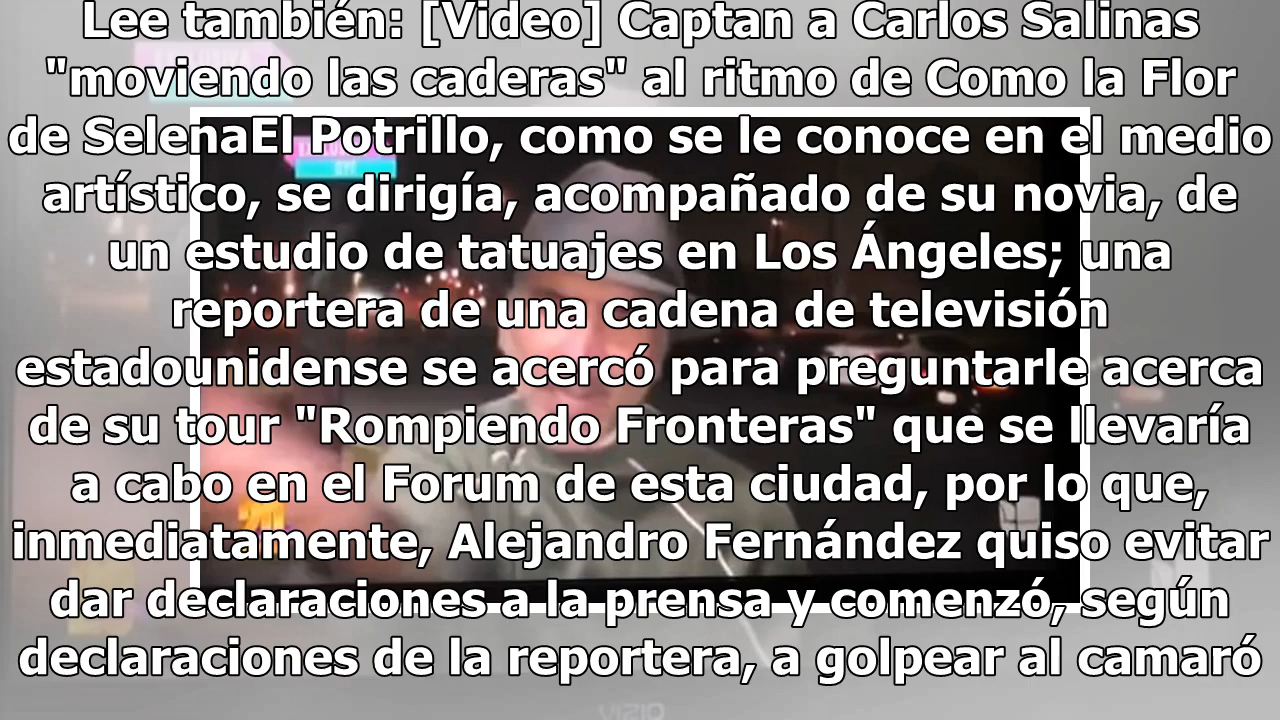 Lee también: [Video] Captan a Carlos Salinas
"moviendo las caderas" al ritmo de Como la Flor
de SelenaEl Potrillo, como se le conoce en el medio
artístico, se dirigía, acompañado de su novia, de
un estudio de tatuajes en Los Ángeles; una
reportera de una cadena de televisión
estadounidense se acercó para preguntarle acerca
de su tour "Rompiendo Fronteras" que se llevaría
a cabo en el Forum de esta ciudad, por lo que,
inmediatamente, Alejandro Fernández quiso evitar
dar declaraciones a la prensa y comenzó, según
declaraciones de la reportera, a golpear al camaró
VIZIO